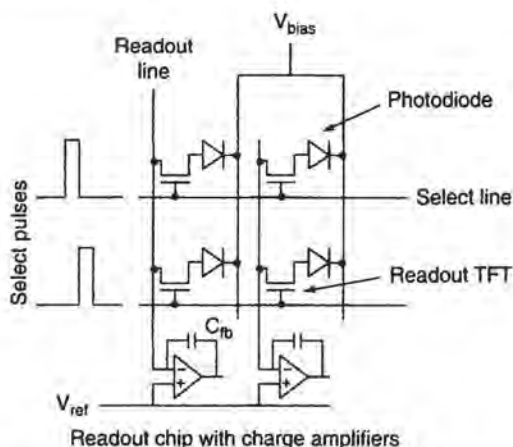 V_bias
Readout
line
Photodiode
Select pulses
Select line
Readout TFT
C_fb
−
+
−
+
V_ref
Readout chip with charge amplifiers